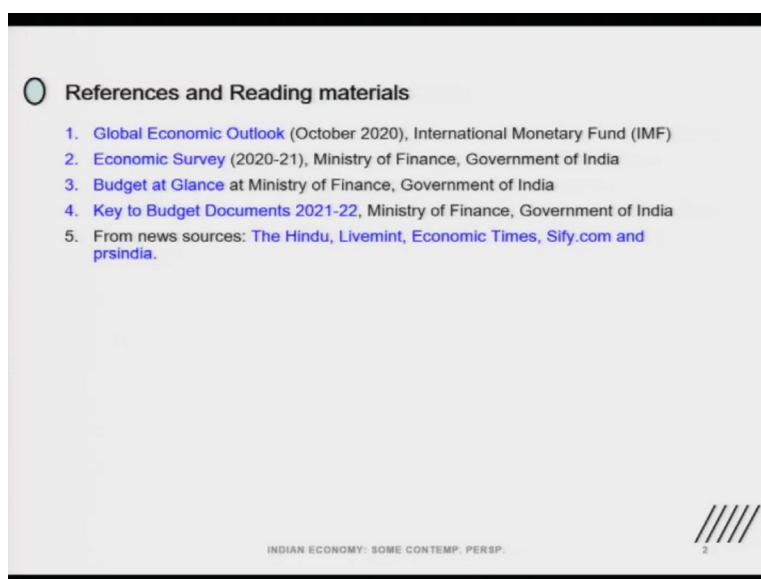 References and Reading materials
1. Global Economic Outlook (October 2020), International Monetary Fund (IMF)
2. Economic Survey (2020-21), Ministry of Finance, Government of India
3. Budget at Glance at Ministry of Finance, Government of India
4. Key to Budget Documents 2021-22, Ministry of Finance, Government of India
5. From news sources: The Hindu, Livemint, Economic Times, Sify.com and
prsindia.
INDIAN ECONOMY: SOME CONTEMP. PERSP.
2